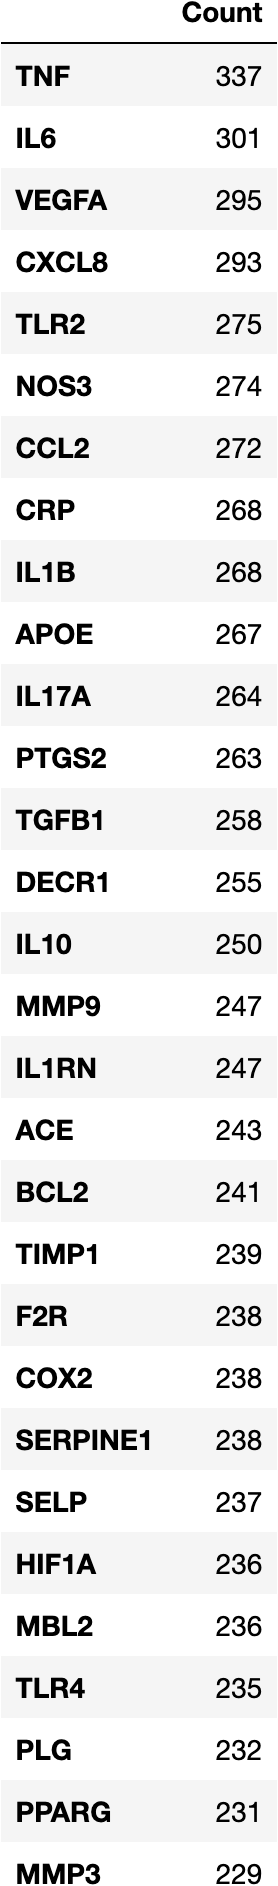 Count
TNF 337
IL6 301
VEGFA 295
CXCL8 293
TLR2 275
NOS3 274
CCL2 272
CRP 268
IL1B 268
APOE 267
IL17A 264
PTGS2 263
TGFB1 258
DECR1 255
IL10 250
MMP9 247
IL1RN 247
ACE 243
BCL2 241
TIMP1 239
F2R 238
COX2 238
SERPINE1 238
SELP 237
HIF1A 236
MBL2 236
TLR4 235
PLG 232
PPARG 231
MMP3 229